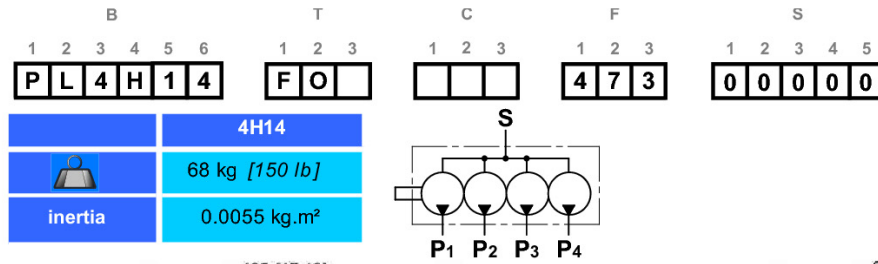 B T C F S
1 2 3 4 5 6 1 2 3 1 2 3 1 2 3 1 2 3 4 5
P L 4 H 1 4 F O 4 7 3 0 0 0 0 0
4H14
S
68 kg [150 lb]
inertia 0.0055 kg.m²
P1 P2 P3 P4